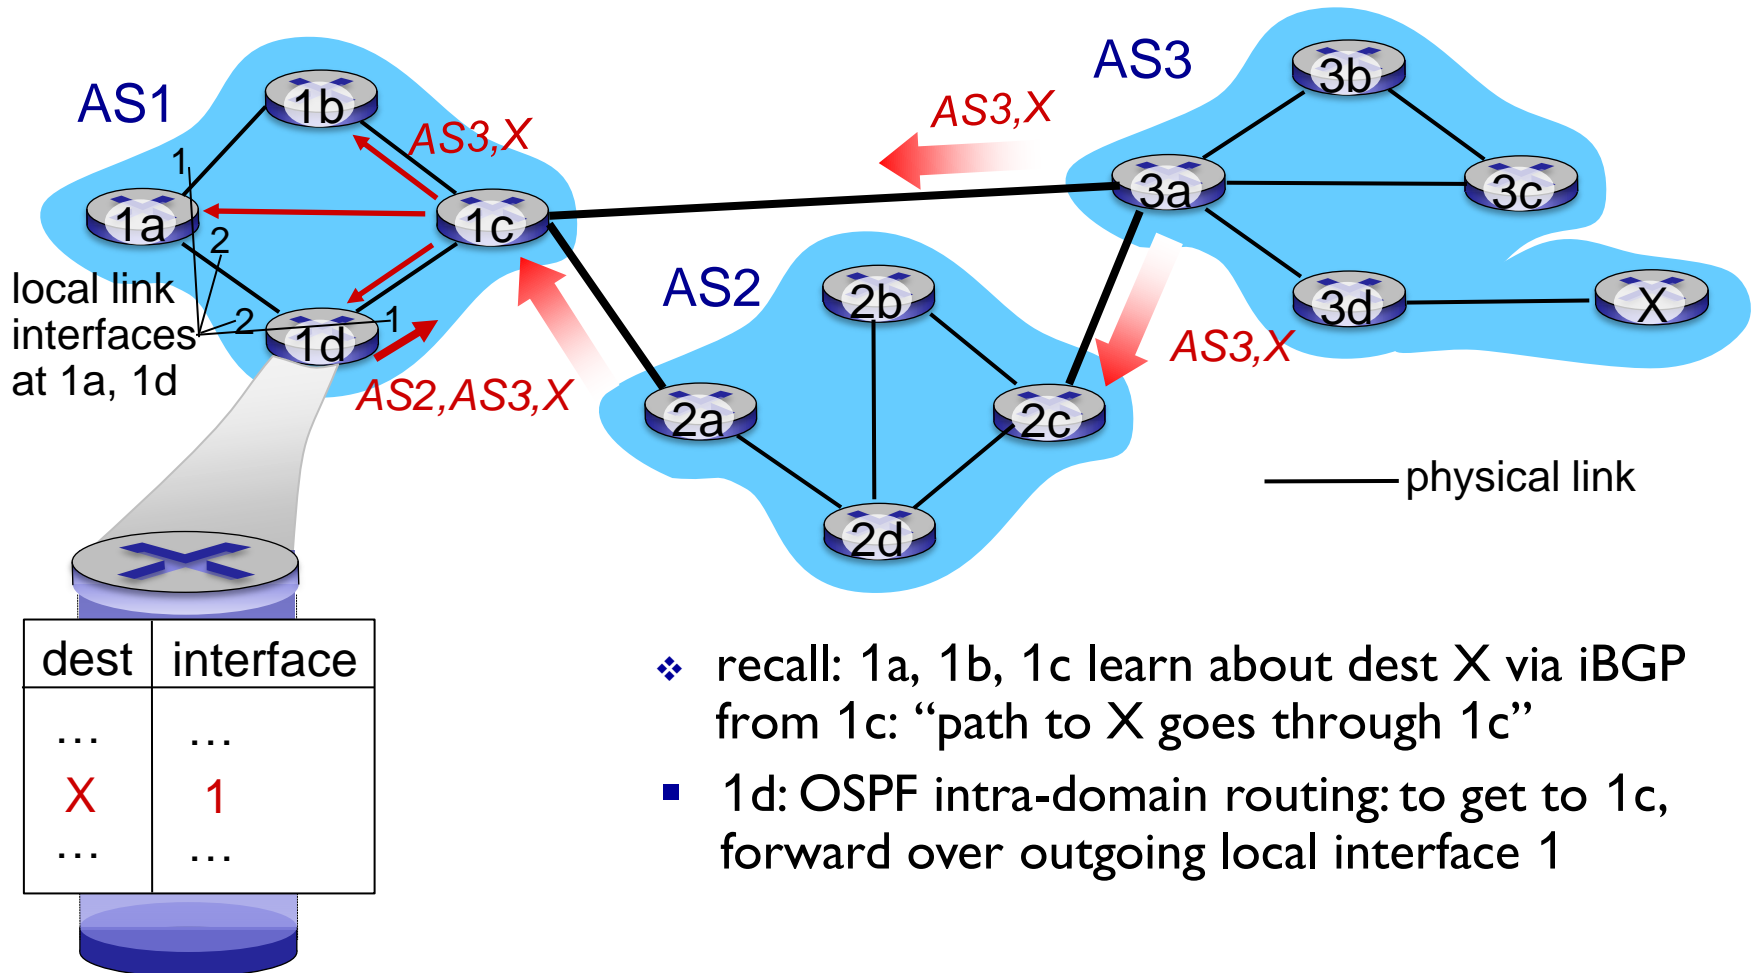 AS3
3b
AS1
1b
AS3,X
AS3,X
1
3a
3c
1a
1c
2
AS2
2b
3d
X
local link
interfaces
at 1a, 1d
2
1
1d
AS3,X
AS2,AS3,X
2a
2c
physical link
2d
dest interface
... ...
X 1
... ...
recall: 1a, 1b, 1c learn about dest X via iBGP
from 1c: “path to X goes through 1c”
1d: OSPF intra-domain routing: to get to 1c,
forward over outgoing local interface 1